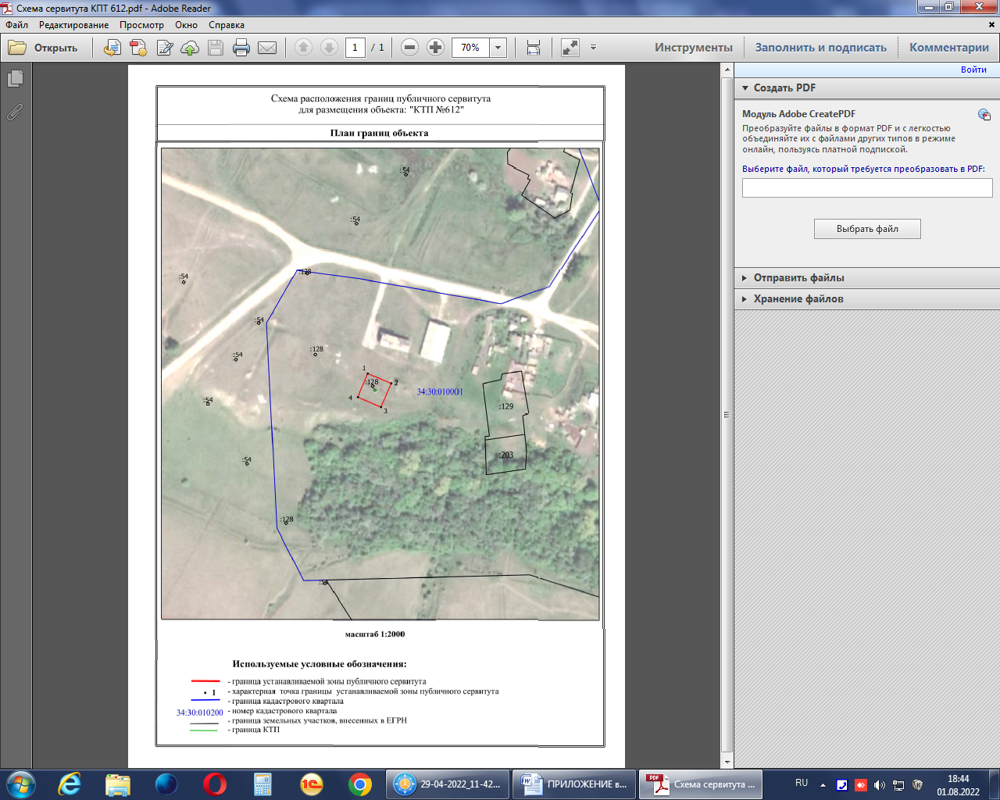 Схема сервитута КПТ 612.pdf - Adobe Reader
Файл Редактирование Просмотр Окно Справка
Открыть 1 / 1 70% Инструменты Заполнить и подписать Комментарии
Войти
Создать PDF
Модуль Adobe CreatePDF
Преобразуйте файлы в формат PDF и с легкостью
объединяйте их с файлами других типов в режиме
онлайн, пользуясь платной подпиской.
Выберите файл, который требуется преобразовать в PDF:
Выбрать файл
Отправить файлы
Хранение файлов
Схема расположения границ публичного сервитута
для размещения объекта: "КТП №612"
План границ объекта
:54
:54
:54
:128
:54
:128
:54
1
:128
2
34:30:010001
4
:54
3
:129
:203
:54
:128
:54
масштаб 1:2000
Используемые условные обозначения:
- граница устанавливаемой зоны публичного сервитута
1 - характерная точка границы устанавливаемой зоны публичного сервитута
- граница кадастрового квартала
34:30:010200 - номер кадастрового квартала
- граница земельных участков, внесенных в ЕГРН
- граница КТП
29-04-2022_11-42... ПРИЛОЖЕНИЕ в... Схема сервитута ... RU 18:44
01.08.2022